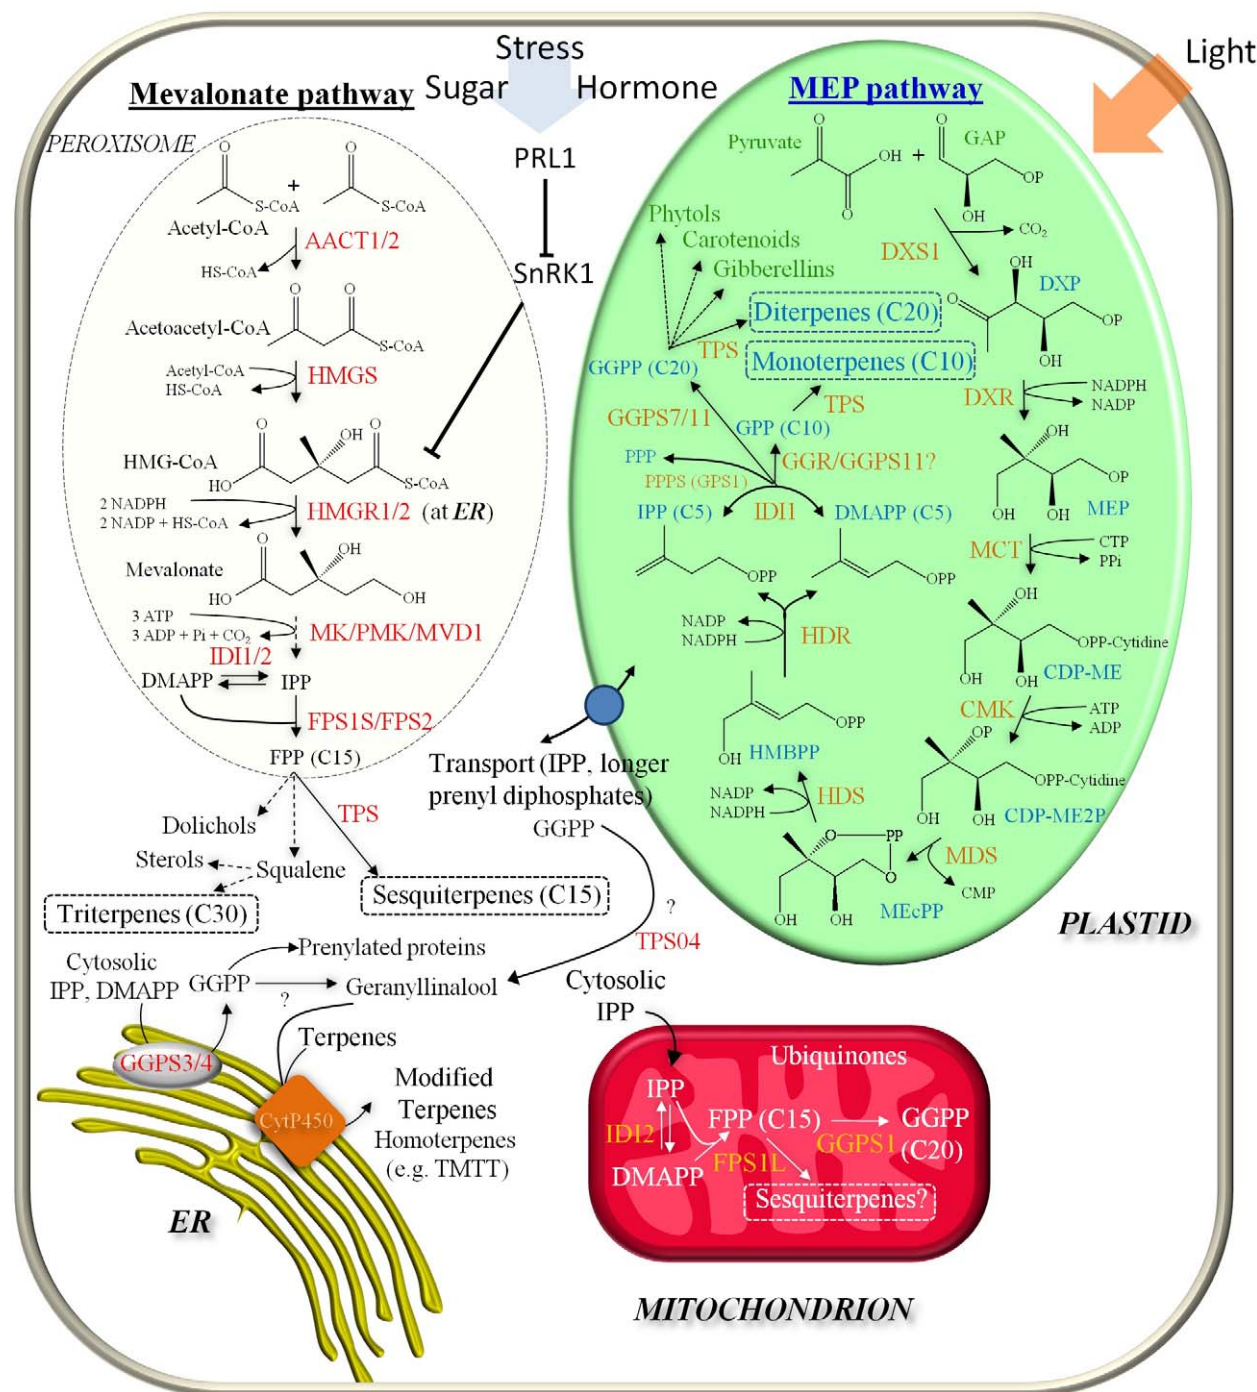 Stress
Sugar Hormone
Light
Mevalonate pathway
PEROXISOME
O
O
+
S-CoA
S-CoA
Acetyl-CoA
AACT1/2
HS-CoA
O
O
Acetoacetyl-CoA
S-CoA
Acetyl-CoA
HS-CoA
HMGS
O
OH
O
HMG-CoA
HO
S-CoA
2 NADPH
2 NADP + HS-CoA
HMGR1/2 (at ER)
O
OH
Mevalonate
HO
OH
3 ATP
3 ADP + Pi + CO2
MK/PMK/MVD1
IDI1/2
DMAPP
IPP
FPS1S/FPS2
FPP (C15)
TPS
Dolichols
Sterols
Squalene
Triterpenes (C30)
Sesquiterpenes (C15)
PRL1
SnRK1
MEP pathway
Pyruvate
O
OH
O
+
O
GAP
OP
OH
CO2
DXS1
OH
DXP
O
OP
OH
DXR
NADPH
NADP
OH
OP
OH
OH
MEP
MCT
CTP
PPi
OH
OPP-Cytidine
OH
OH
CDP-ME
CMK
ATP
ADP
OP
OPP-Cytidine
OH
OH
CDP-ME2P
MDS
CMP
O
PP
O
OH
OH
MEcPP
HDS
NADP
NADPH
OPP
OH
HMBPP
HDR
NADP
NADPH
OPP
OPP
IPP (C5)
IDI1
DMAPP (C5)
PPP
PPPS (GPS1)
GGR/GGPS11?
GPP (C10)
TPS
Monoterpenes (C10)
GGPS7/11
GGPP (C20)
TPS
Diterpenes (C20)
Phytols
Carotenoids
Gibberellins
PLASTID
Transport (IPP, longer
prenyl diphosphates)
GGPP
?
TPS04
Cytosolic
IPP, DMAPP
GGPP
Prenylated proteins
?
Geranyllinalool
GGPS3/4
Terpenes
CytP450
Modified
Terpenes
Homoterpenes
(e.g. TMTT)
ER
Cytosolic
IPP
Ubiquinones
IPP
IDI2
DMAPP
FPP (C15)
FPS1L
GGPS1
GGPP
(C20)
Sesquiterpenes?
MITOCHONDRION